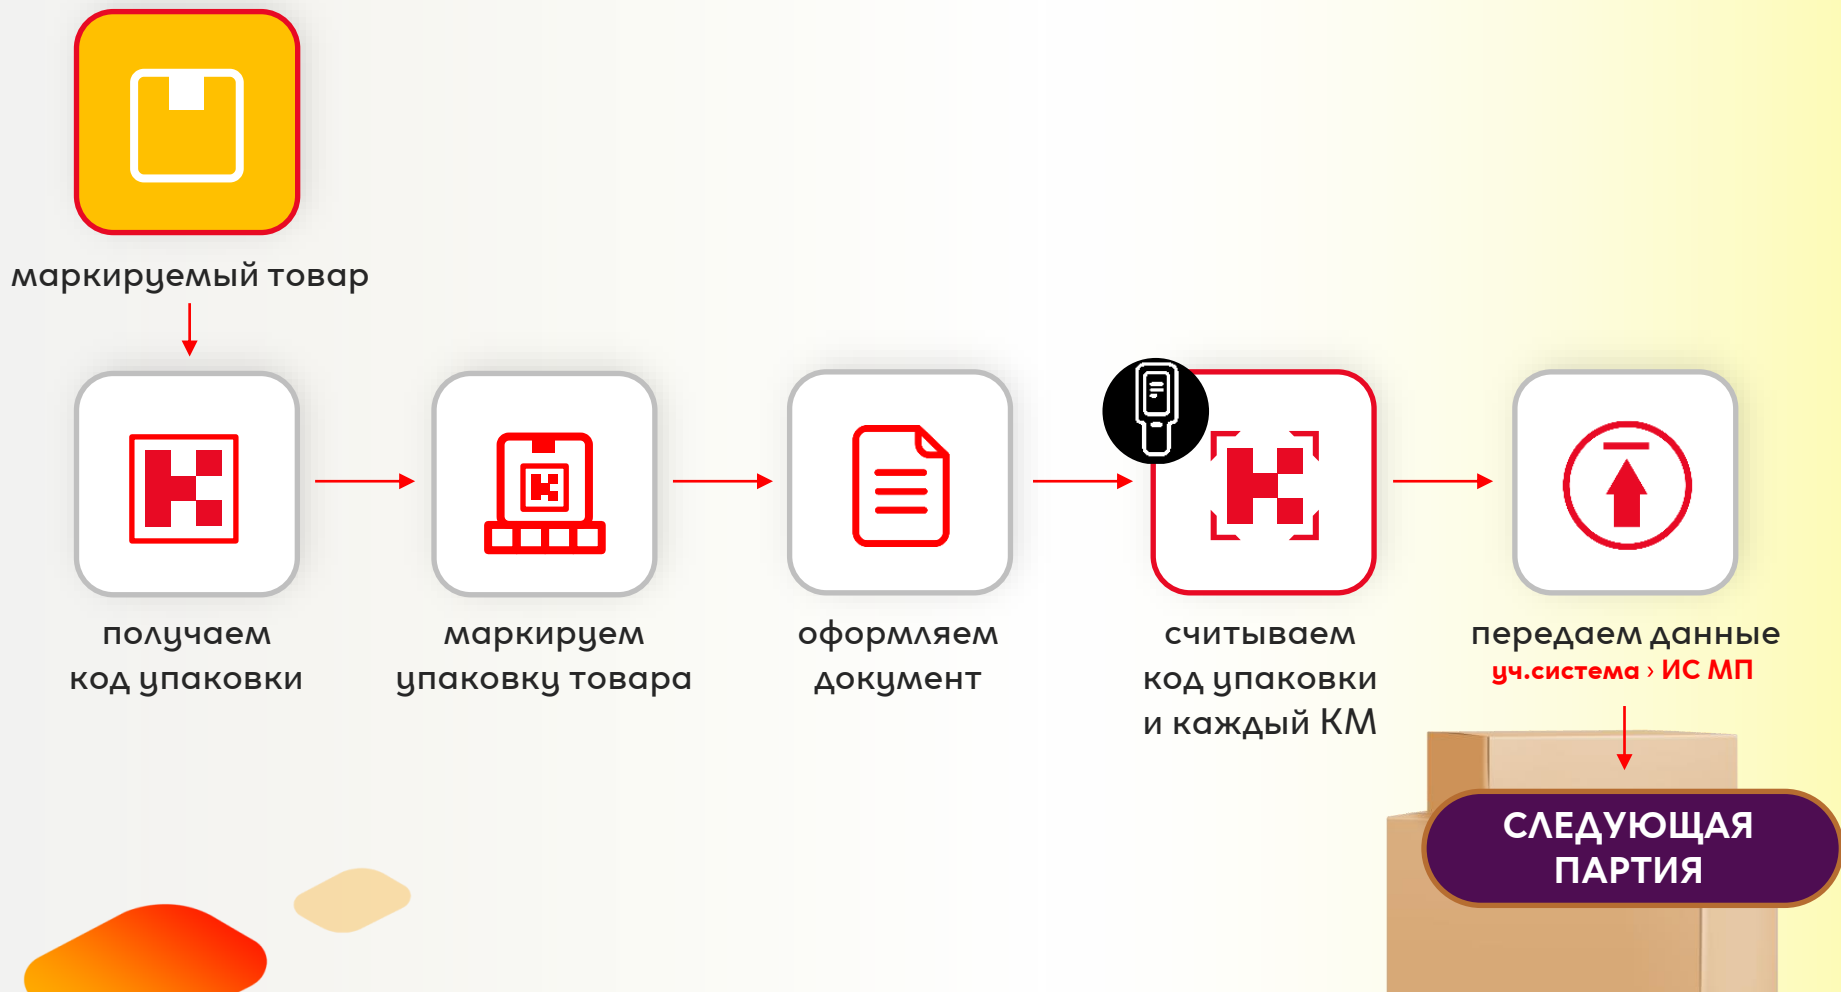 маркируемый товар
получаем
код упаковки
маркируем
упаковку товара
оформляем
документ
считываем
код упаковки
и каждый КМ
передаем данные
уч.система › ИС МП
СЛЕДУЮЩАЯ
ПАРТИЯ